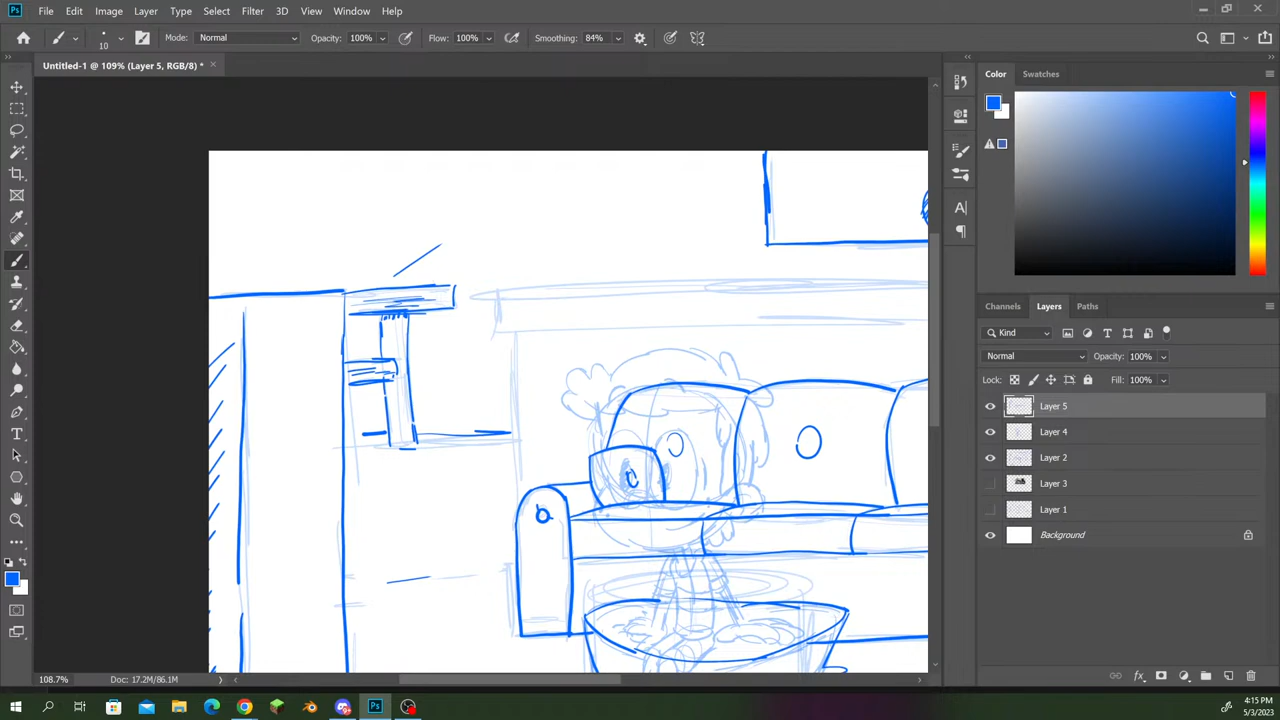 Ps File Edit Image Layer Type Select Filter 3D View Window Help
10 Mode: Normal Opacity: 100% Flow: 100% Smoothing: 84%
Untitled-1 @ 109% (Layer 5, RGB/8) * ×
Color Swatches
Channels Layers Paths
Kind
Normal Opacity: 100%
Lock: Fill: 100%
Layer 5
Layer 4
Layer 2
Layer 3
Layer 1
Background
108.7% Doc: 17.2M/86.1M
Ps
4:15 PM
5/3/2023